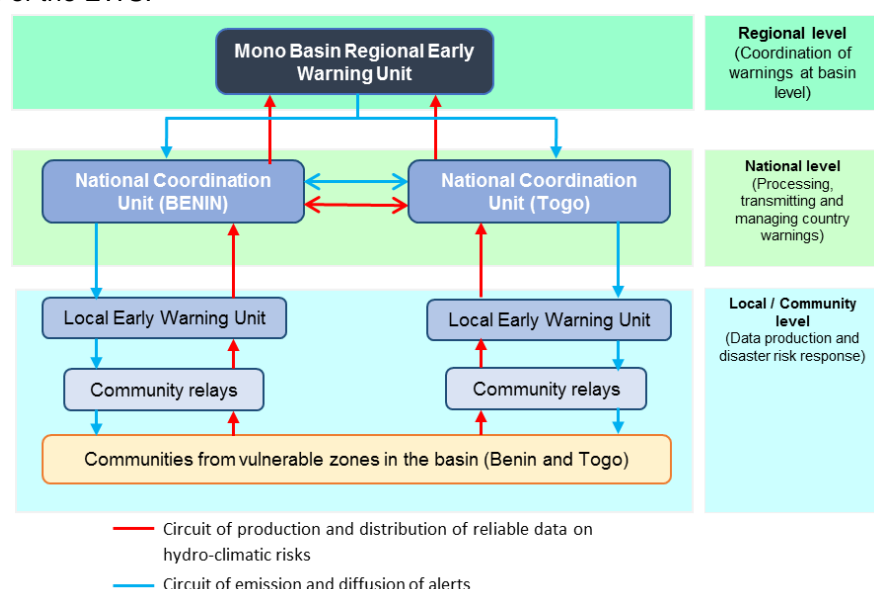 Mono Basin Regional Early
Warning Unit
Regional level
(Coordination of
warnings at basin
level)
National Coordination
Unit (BENIN)
National Coordination
Unit (Togo)
National level
(Processing,
transmitting and
managing country
warnings)
Local Early Warning Unit
Local Early Warning Unit
Local / Community
level
(Data production and
disaster risk response)
Community relays
Community relays
Communities from vulnerable zones in the basin (Benin and Togo)
Circuit of production and distribution of reliable data on
hydro-climatic risks
Circuit of emission and diffusion of alerts